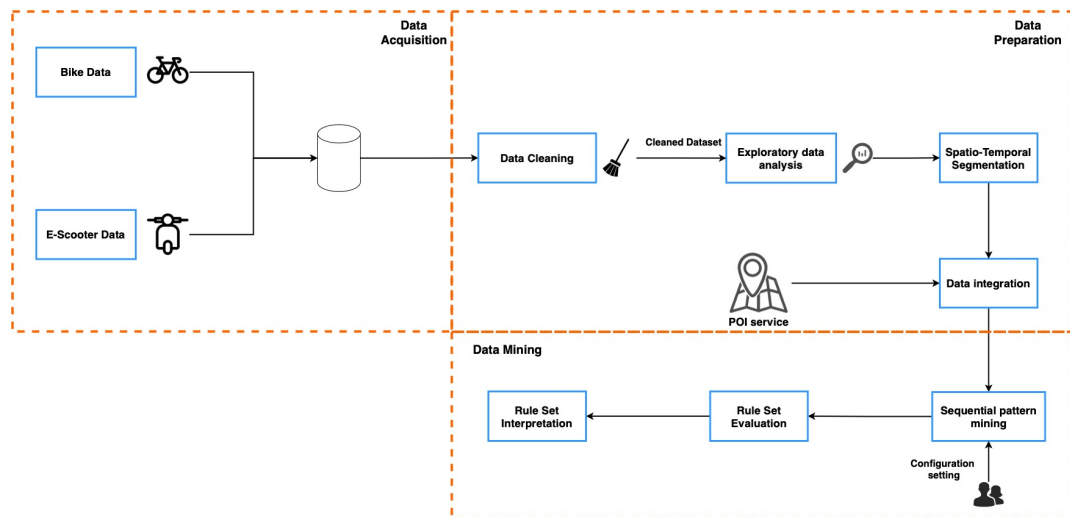 Data
Acquisition
Data
Preparation
Bike Data
Data Cleaning
Cleaned Dataset
Exploratory data
analysis
Spatio-Temporal
Segmentation
E-Scooter Data
Data integration
POI service
Data Mining
Rule Set
Interpretation
Rule Set
Evaluation
Sequential pattern
mining
Configuration
setting